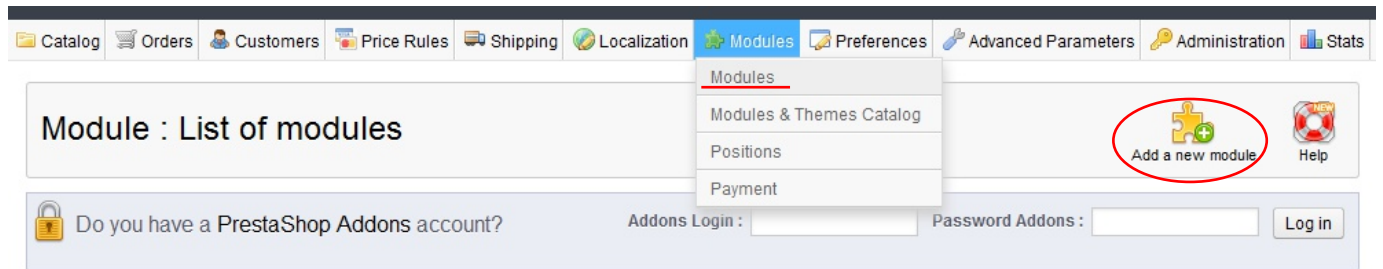 Catalog Orders Customers Price Rules Shipping Localization Modules Preferences Advanced Parameters Administration Stats
Modules
Modules & Themes Catalog
Positions
Payment
Module : List of modules
Add a new module
NEW
Help
Do you have a PrestaShop Addons account?
Addons Login :
Password Addons :
Log in